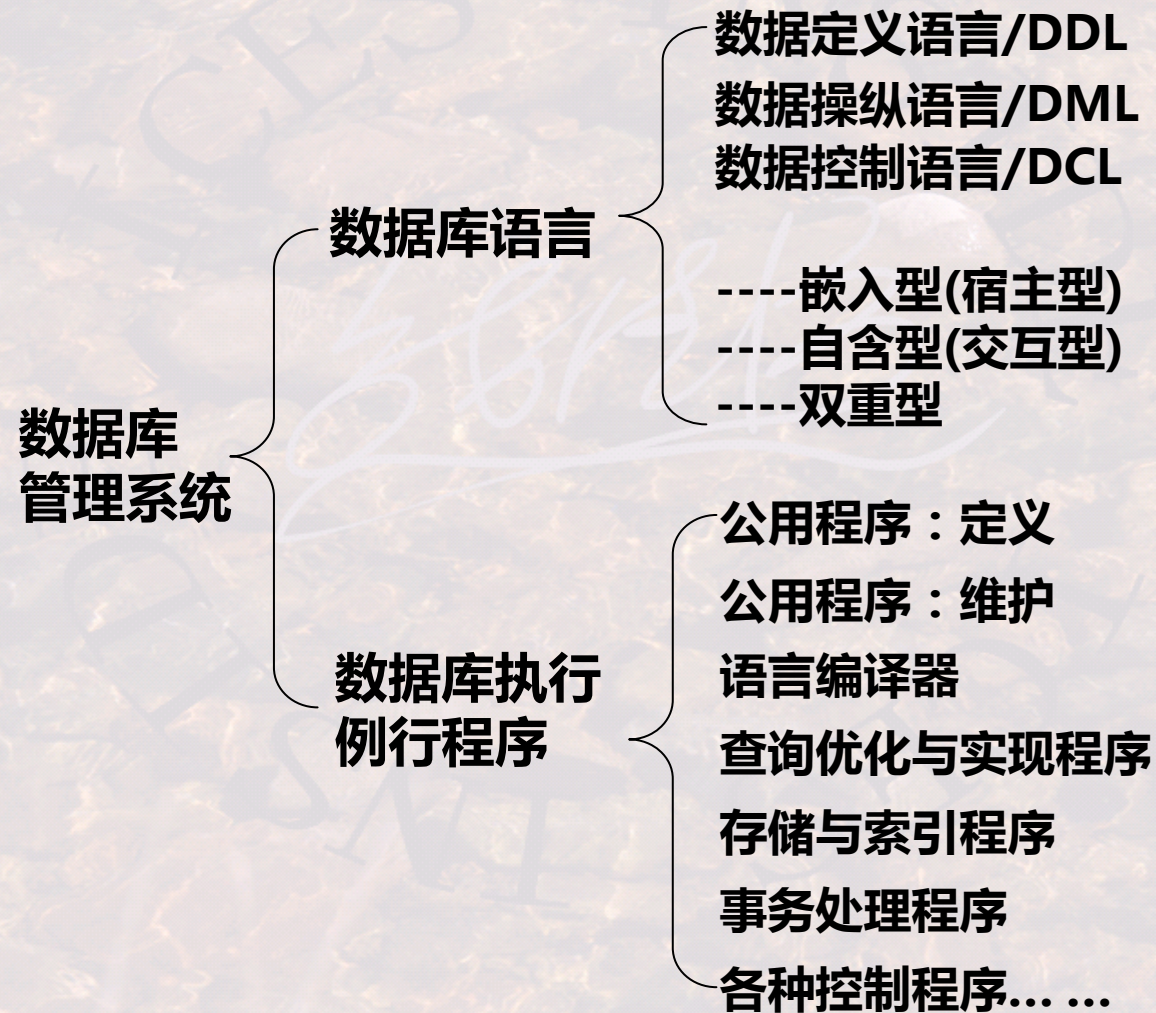 数据定义语言/DDL
数据操纵语言/DML
数据控制语言/DCL
数据库语言
----嵌入型(宿主型)
----自含型(交互型)
----双重型
数据库
管理系统
公用程序：定义
公用程序：维护
数据库执行
例行程序
语言编译器
查询优化与实现程序
存储与索引程序
事务处理程序
各种控制程序… …